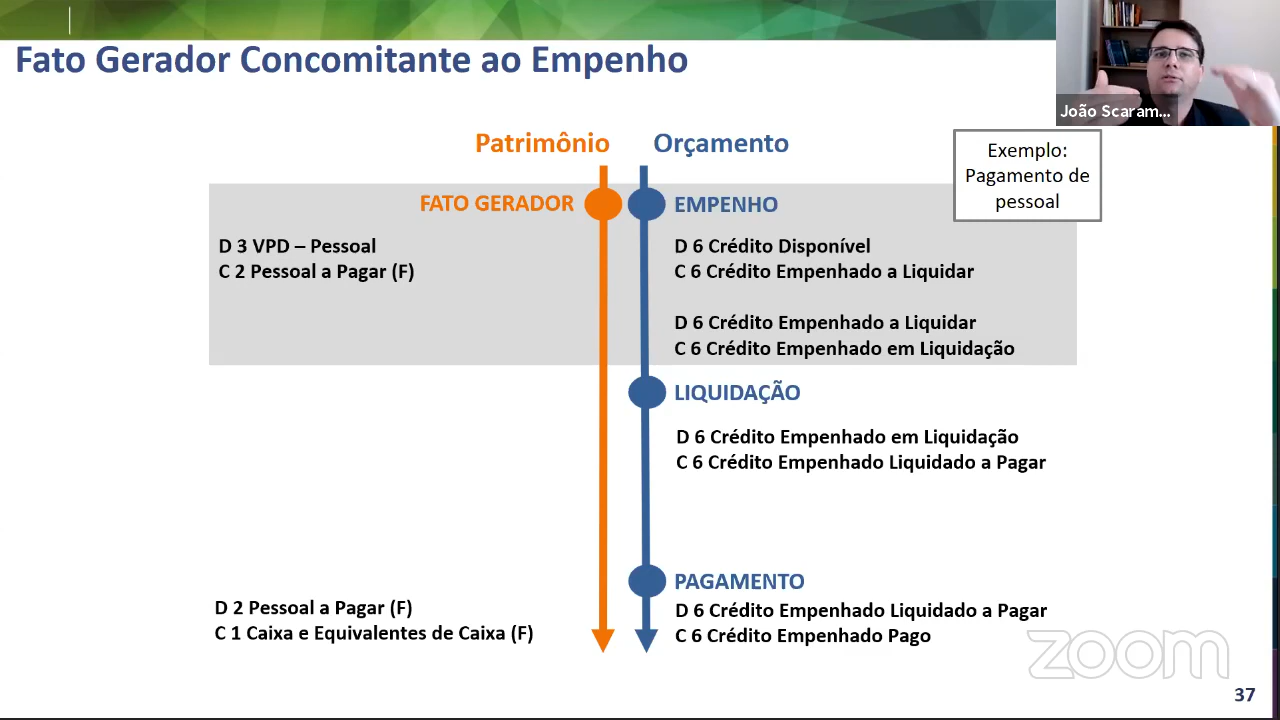 Fato Gerador Concomitante ao Empenho
João Scaram...
Patrimônio
Orçamento
Exemplo:
Pagamento de
pessoal
FATO GERADOR
EMPENHO
D 3 VPD – Pessoal
C 2 Pessoal a Pagar (F)
D 6 Crédito Disponível
C 6 Crédito Empenhado a Liquidar
D 6 Crédito Empenhado a Liquidar
C 6 Crédito Empenhado em Liquidação
LIQUIDAÇÃO
D 6 Crédito Empenhado em Liquidação
C 6 Crédito Empenhado Liquidado a Pagar
PAGAMENTO
D 2 Pessoal a Pagar (F)
C 1 Caixa e Equivalentes de Caixa (F)
D 6 Crédito Empenhado Liquidado a Pagar
C 6 Crédito Empenhado Pago
zoom
37